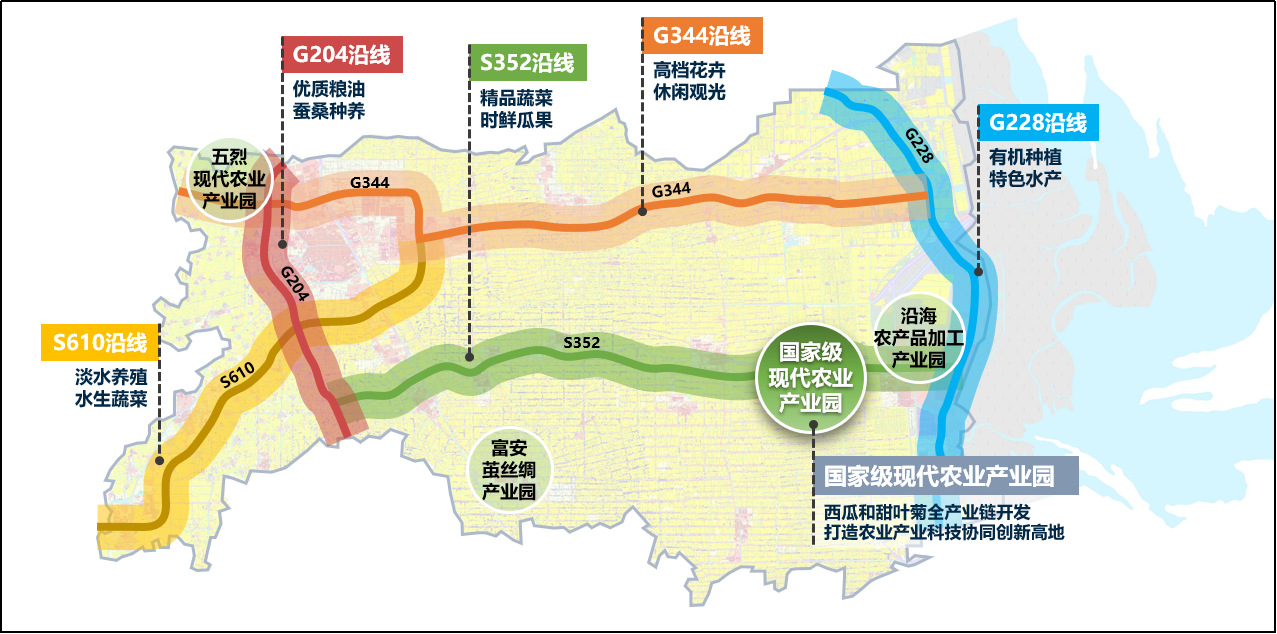 G344沿线
高档花卉
休闲观光
G204沿线
优质粮油
蚕桑种养
S352沿线
精品蔬菜
时鲜瓜果
G228沿线
有机种植
特色水产
G228
五烈
现代农业
产业园
G344
G344
G204
S610沿线
淡水养殖
水生蔬菜
S610
S352
沿海
农产品加工
产业园
国家级
现代农业
产业园
富安
茧丝绸
产业园
国家级现代农业产业园
西瓜和甜叶菊全产业链开发
打造农业产业科技协同创新高地